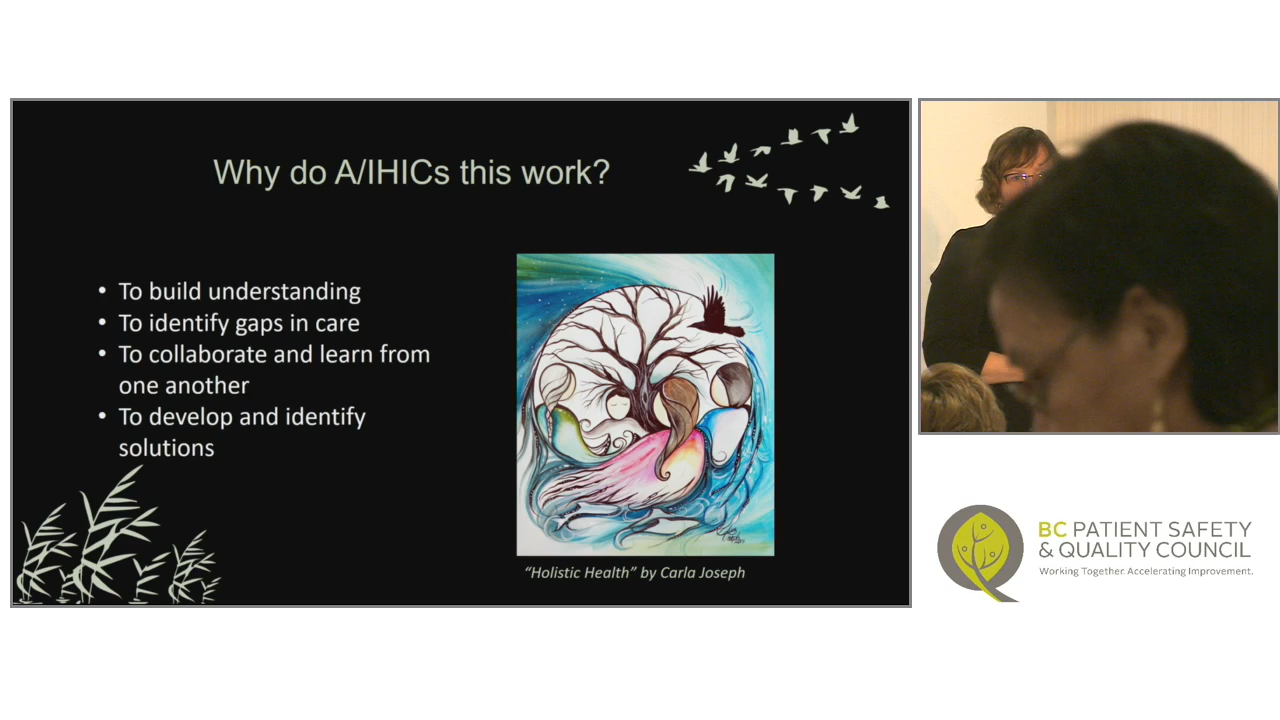 Why do A/IHICs this work?
• To build understanding
• To identify gaps in care
• To collaborate and learn from
one another
• To develop and identify
solutions
"Holistic Health" by Carla Joseph
BC PATIENT SAFETY
& QUALITY COUNCIL
Working Together. Accelerating Improvement.